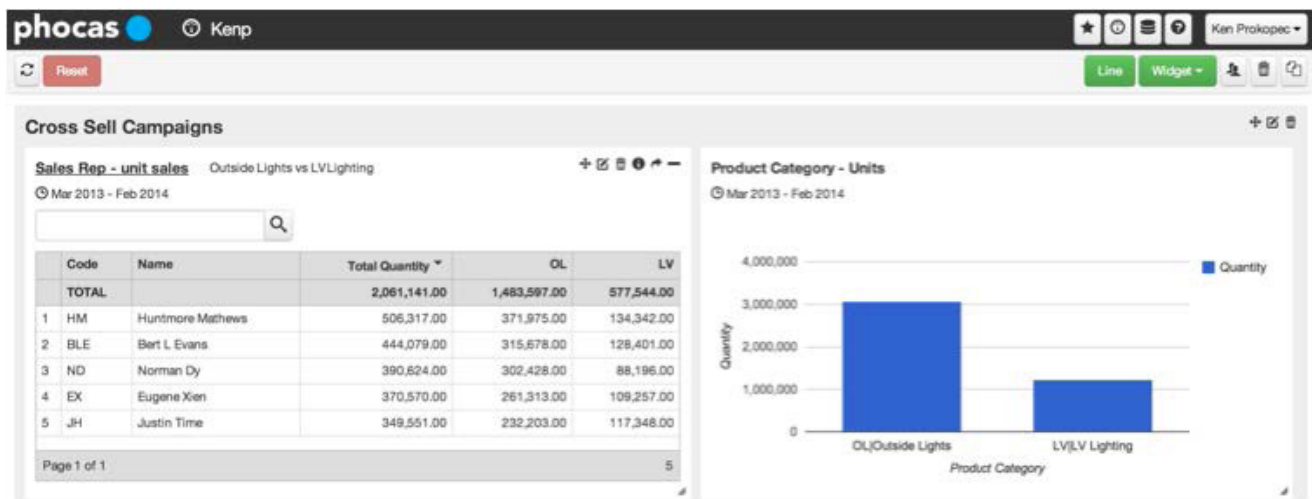 phocas Kenp Ken Prokopec
Reset Line Widget
Cross Sell Campaigns
Sales Rep - unit sales Outside Lights vs LVLighting
Mar 2013 - Feb 2014
Code Name Total Quantity OL LV
TOTAL 2,061,141.00 1,483,597.00 577,544.00
1 HM Huntmore Mathews 506,317.00 371,975.00 134,342.00
2 BLE Bert L Evans 444,079.00 315,678.00 128,401.00
3 ND Norman Dy 390,624.00 302,428.00 88,196.00
4 EX Eugene Xien 370,570.00 261,313.00 109,257.00
5 JH Justin Time 349,551.00 232,203.00 117,348.00
Page 1 of 1 5
Product Category - Units
Mar 2013 - Feb 2014
4,000,000
3,000,000
2,000,000
1,000,000
0
Quantity
Quantity
OL|Outside Lights LV|LV Lighting
Product Category